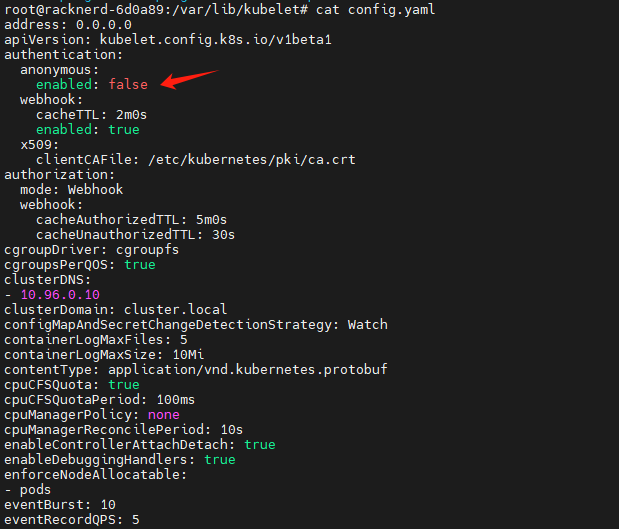 root@racknerd-6d0a89:/var/lib/kubelet# cat config.yaml
address: 0.0.0.0
apiVersion: kubelet.config.k8s.io/v1beta1
authentication:
  anonymous:
    enabled: false
  webhook:
    cacheTTL: 2m0s
    enabled: true
  x509:
    clientCAFile: /etc/kubernetes/pki/ca.crt
authorization:
  mode: Webhook
  webhook:
    cacheAuthorizedTTL: 5m0s
    cacheUnauthorizedTTL: 30s
cgroupDriver: cgroupfs
cgroupsPerQOS: true
clusterDNS:
- 10.96.0.10
clusterDomain: cluster.local
configMapAndSecretChangeDetectionStrategy: Watch
containerLogMaxFiles: 5
containerLogMaxSize: 10Mi
contentType: application/vnd.kubernetes.protobuf
cpuCFSQuota: true
cpuCFSQuotaPeriod: 100ms
cpuManagerPolicy: none
cpuManagerReconcilePeriod: 10s
enableControllerAttachDetach: true
enableDebuggingHandlers: true
enforceNodeAllocatable:
- pods
eventBurst: 10
eventRecordQPS: 5